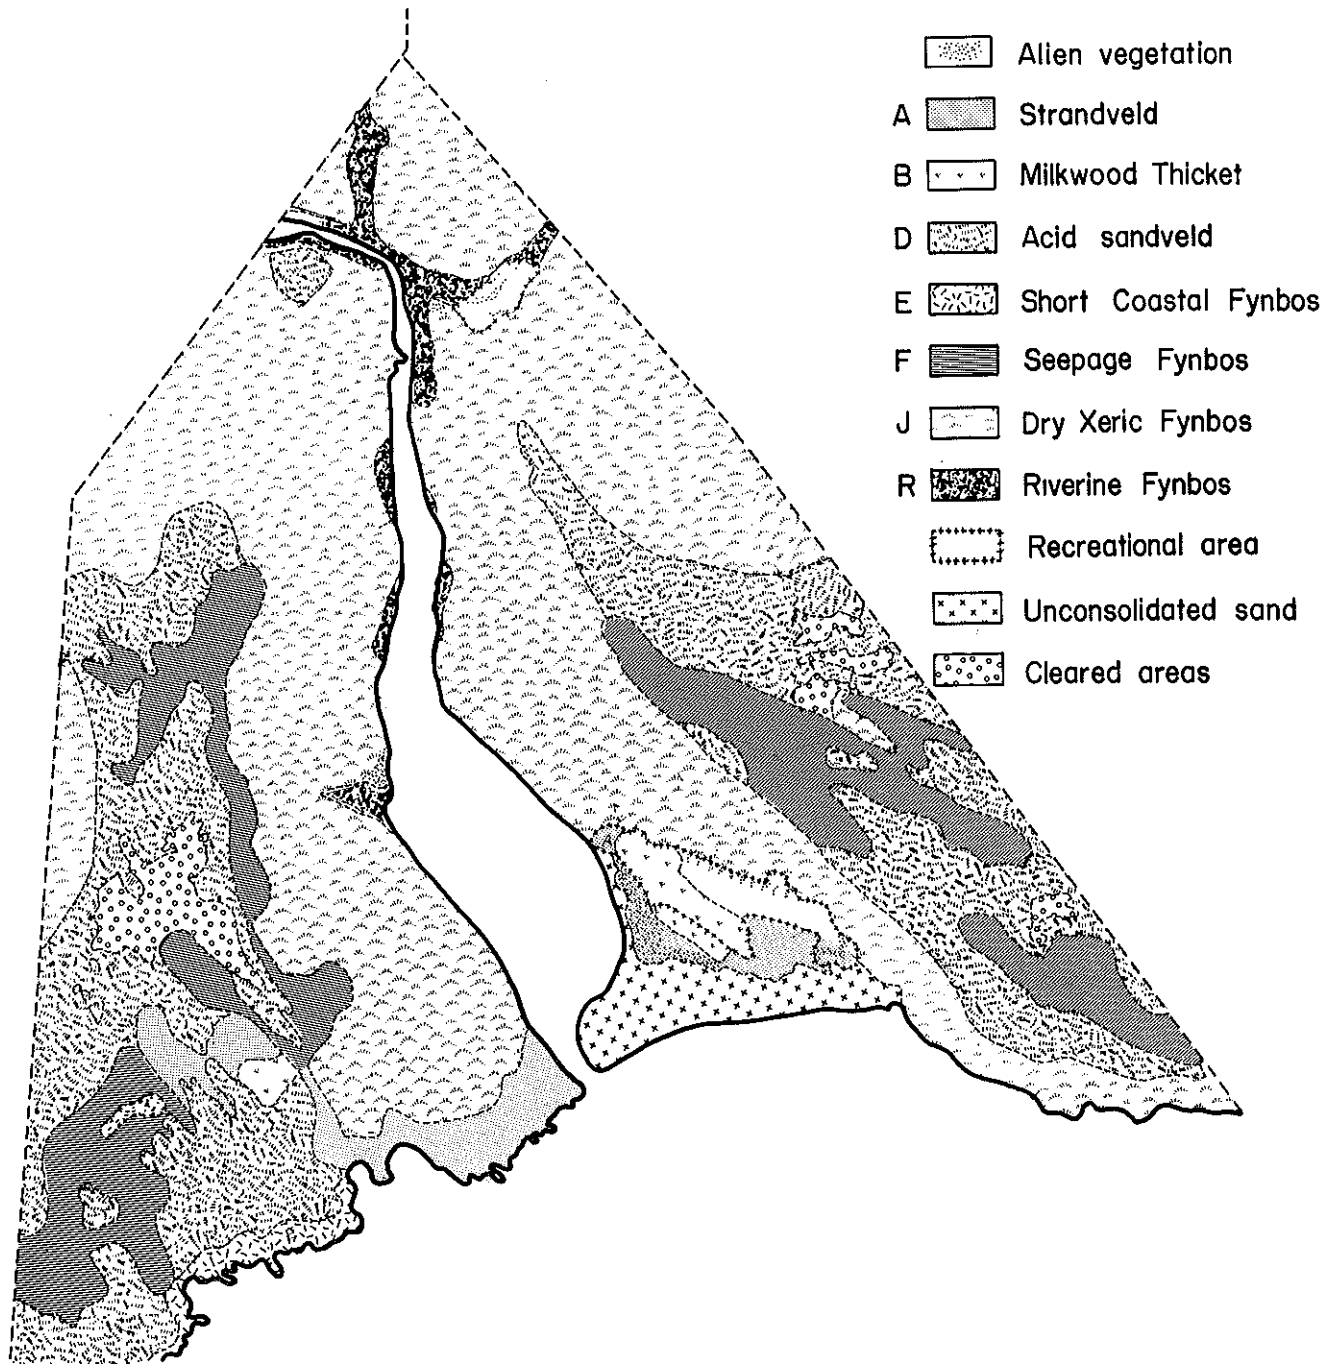 Alien vegetation
A Strandveld
B Milkwood Thicket
D Acid sandveld
E Short Coastal Fynbos
F Seepage Fynbos
J Dry Xeric Fynbos
R Riverine Fynbos
Recreational area
Unconsolidated sand
Cleared areas